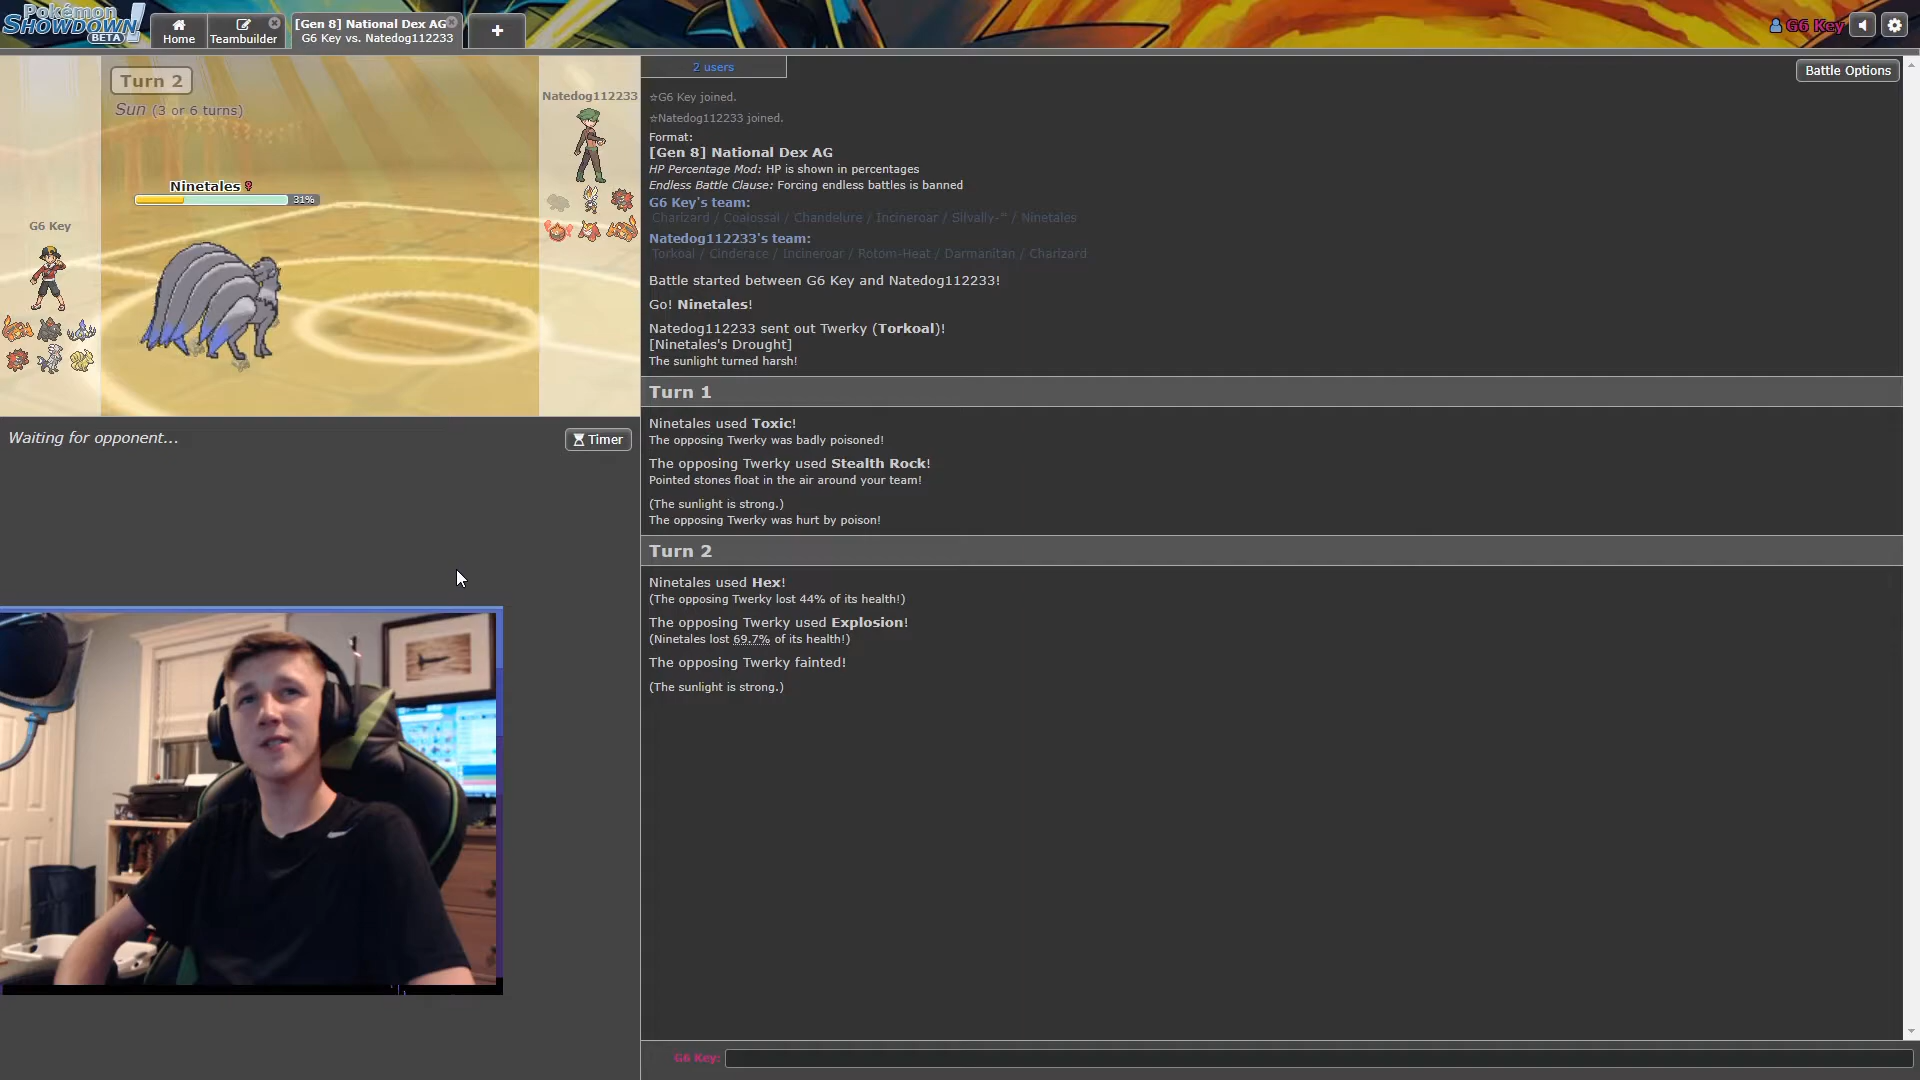 Pokémon
SHOWDOWN!
BETA
Home
Teambuilder
[Gen 8] National Dex AG
G6 Key vs. Natedog112233
+
G6 Key
Turn 2
Sun (3 or 6 turns)
Natedog112233
Ninetales ♀
31%
G6 Key
Waiting for opponent...
Timer
2 users
Battle Options
☆G6 Key joined.
☆Natedog112233 joined.
Format:
[Gen 8] National Dex AG
HP Percentage Mod: HP is shown in percentages
Endless Battle Clause: Forcing endless battles is banned
G6 Key's team:
Charizard / Coalossal / Chandelure / Incineroar / Silvally-* / Ninetales
Natedog112233's team:
Torkoal / Cinderace / Incineroar / Rotom-Heat / Darmanitan / Charizard
Battle started between G6 Key and Natedog112233!
Go! Ninetales!
Natedog112233 sent out Twerky (Torkoal)!
[Ninetales's Drought]
The sunlight turned harsh!
Turn 1
Ninetales used Toxic!
The opposing Twerky was badly poisoned!
The opposing Twerky used Stealth Rock!
Pointed stones float in the air around your team!
(The sunlight is strong.)
The opposing Twerky was hurt by poison!
Turn 2
Ninetales used Hex!
(The opposing Twerky lost 44% of its health!)
The opposing Twerky used Explosion!
(Ninetales lost 69.7% of its health!)
The opposing Twerky fainted!
(The sunlight is strong.)
G6 Key: